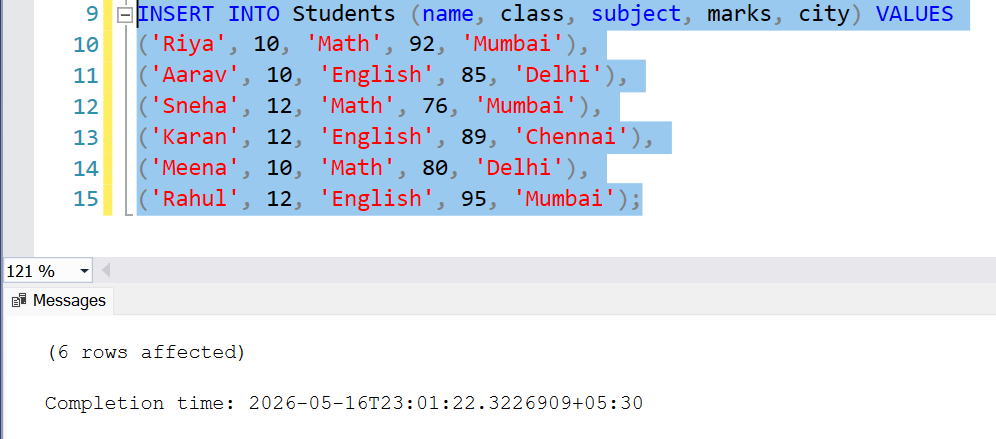 9 INSERT INTO Students (name, class, subject, marks, city) VALUES
10 ('Riya', 10, 'Math', 92, 'Mumbai'),
11 ('Aarav', 10, 'English', 85, 'Delhi'),
12 ('Sneha', 12, 'Math', 76, 'Mumbai'),
13 ('Karan', 12, 'English', 89, 'Chennai'),
14 ('Meena', 10, 'Math', 80, 'Delhi'),
15 ('Rahul', 12, 'English', 95, 'Mumbai');
121 %
Messages
(6 rows affected)
Completion time: 2026-05-16T23:01:22.3226909+05:30